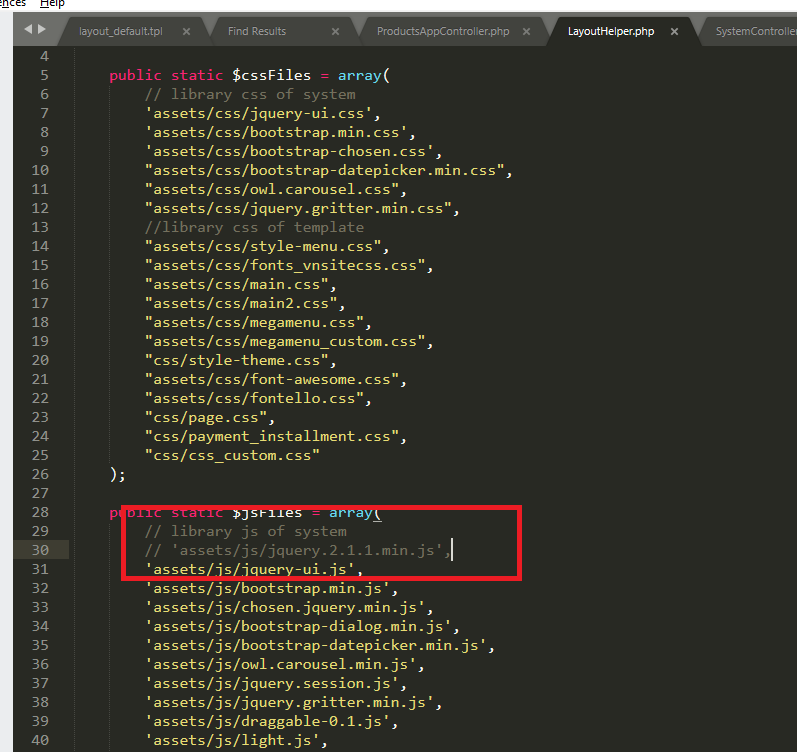 Help
layout_default.tpl × Find Results × ProductsAppController.php × LayoutHelper.php × SystemController
4
5 public static $cssFiles = array(
6 // library css of system
7 'assets/css/jquery-ui.css',
8 'assets/css/bootstrap.min.css',
9 'assets/css/bootstrap-chosen.css',
10 "assets/css/bootstrap-datepicker.min.css",
11 "assets/css/owl.carousel.css",
12 "assets/css/jquery.gritter.min.css",
13 //library css of template
14 "assets/css/style-menu.css",
15 "assets/css/fonts_vnsitecss.css",
16 "assets/css/main.css",
17 "assets/css/main2.css",
18 "assets/css/megamenu.css",
19 "assets/css/megamenu_custom.css",
20 "css/style-theme.css",
21 "assets/css/font-awesome.css",
22 "assets/css/fontello.css",
23 "css/page.css",
24 "css/payment_installment.css",
25 "css/css_custom.css"
26 );
27
28 public static $jsFiles = array(
29 // library js of system
30 // 'assets/js/jquery.2.1.1.min.js',
31 'assets/js/jquery-ui.js',
32 'assets/js/bootstrap.min.js',
33 'assets/js/chosen.jquery.min.js',
34 'assets/js/bootstrap-dialog.min.js',
35 'assets/js/bootstrap-datepicker.min.js',
36 'assets/js/owl.carousel.min.js',
37 'assets/js/jquery.session.js',
38 'assets/js/jquery.gritter.min.js',
39 'assets/js/draggable-0.1.js',
40 'assets/js/light.js',